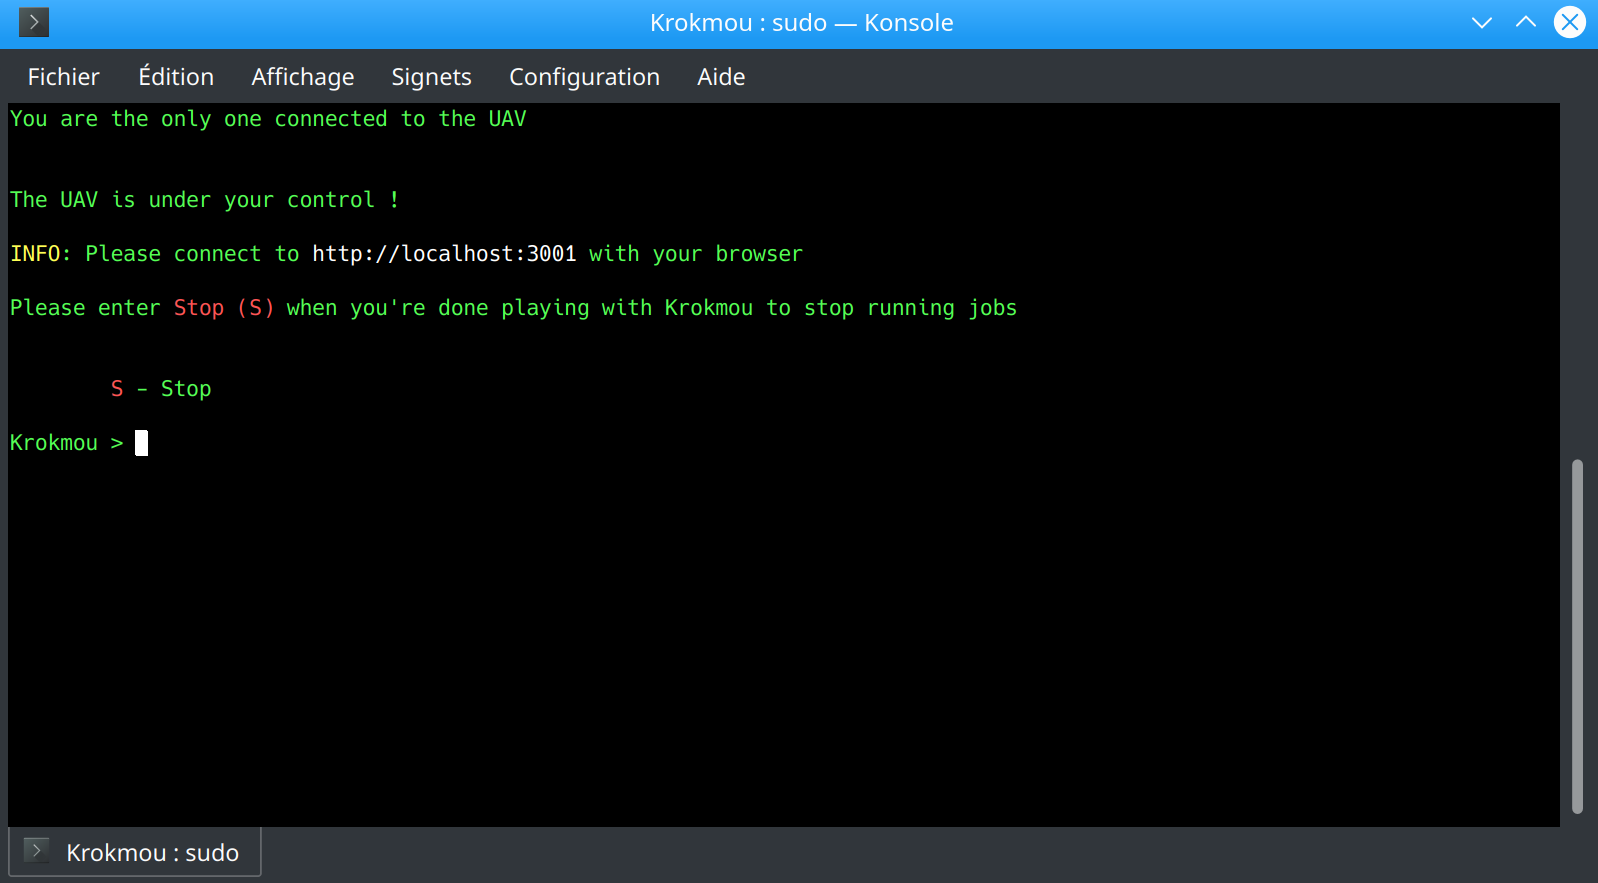 Krokmou : sudo — Konsole
Fichier Édition Affichage Signets Configuration Aide
You are the only one connected to the UAV
The UAV is under your control !
INFO: Please connect to http://localhost:3001 with your browser
Please enter Stop (S) when you're done playing with Krokmou to stop running jobs
S - Stop
Krokmou >
Krokmou : sudo